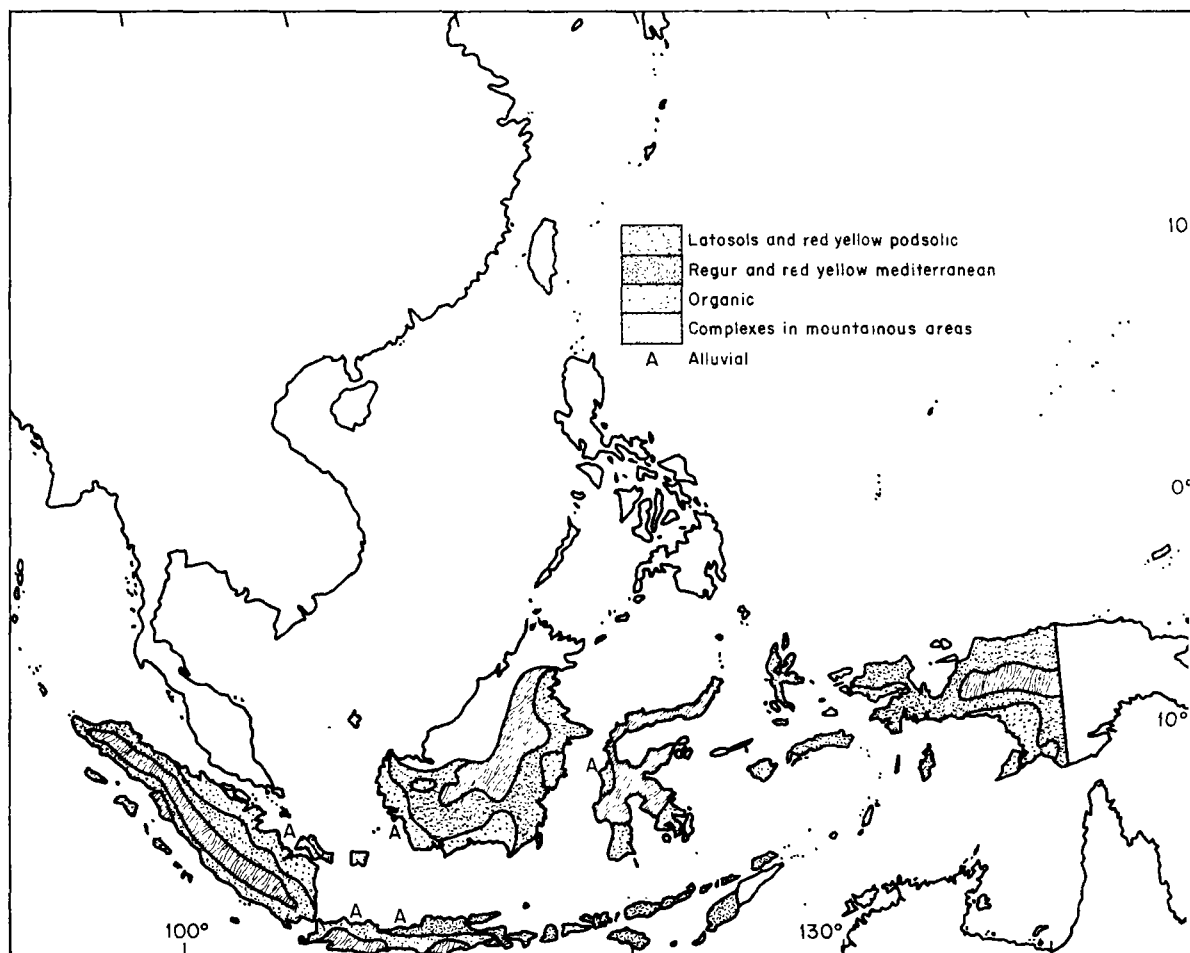 10
Latosols and red yellow podsolic
Regur and red yellow mediterranean
Organic
Complexes in mountainous areas
A Alluvial
0°
10°
A
A
A
A A
100°
130°